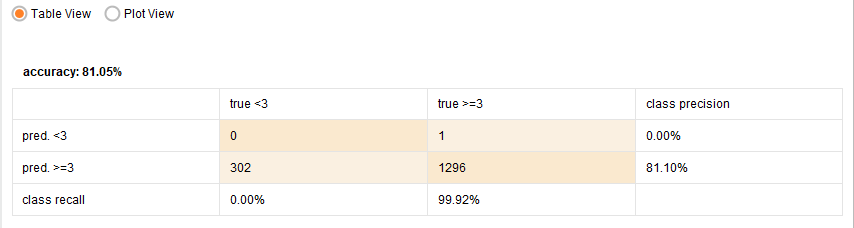 Table View Plot View
accuracy: 81.05%
true <3 true >=3 class precision
pred. <3 0 1 0.00%
pred. >=3 302 1296 81.10%
class recall 0.00% 99.92%